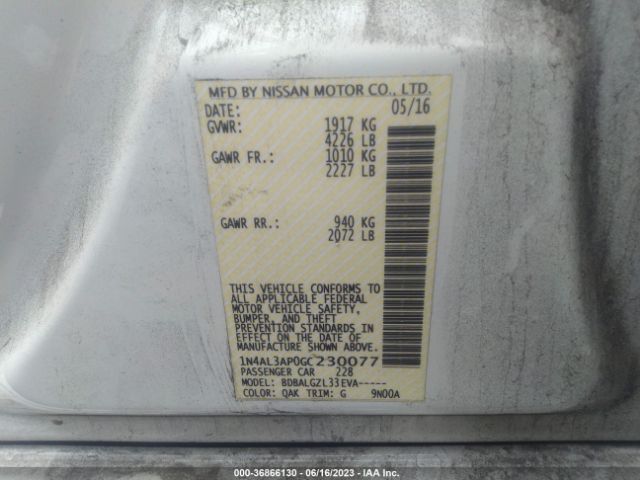 MFD BY NISSAN MOTOR CO., LTD.
DATE: 05/16
GVWR: 1917 KG
4226 LB
GAWR FR.: 1010 KG
2227 LB
GAWR RR.: 940 KG
2072 LB
THIS VEHICLE CONFORMS TO
ALL APPLICABLE FEDERAL
MOTOR VEHICLE SAFETY,
BUMPER, AND THEFT
PREVENTION STANDARDS IN
EFFECT ON THE DATE OF
MANUFACTURE SHOWN ABOVE.
1N4AL3AP0GC230077
PASSENGER CAR 228
MODEL: BDBALGZL33EVA-----
COLOR: QAK TRIM: G 9N00A
000-36866130 - 06/16/2023 - IAA Inc.